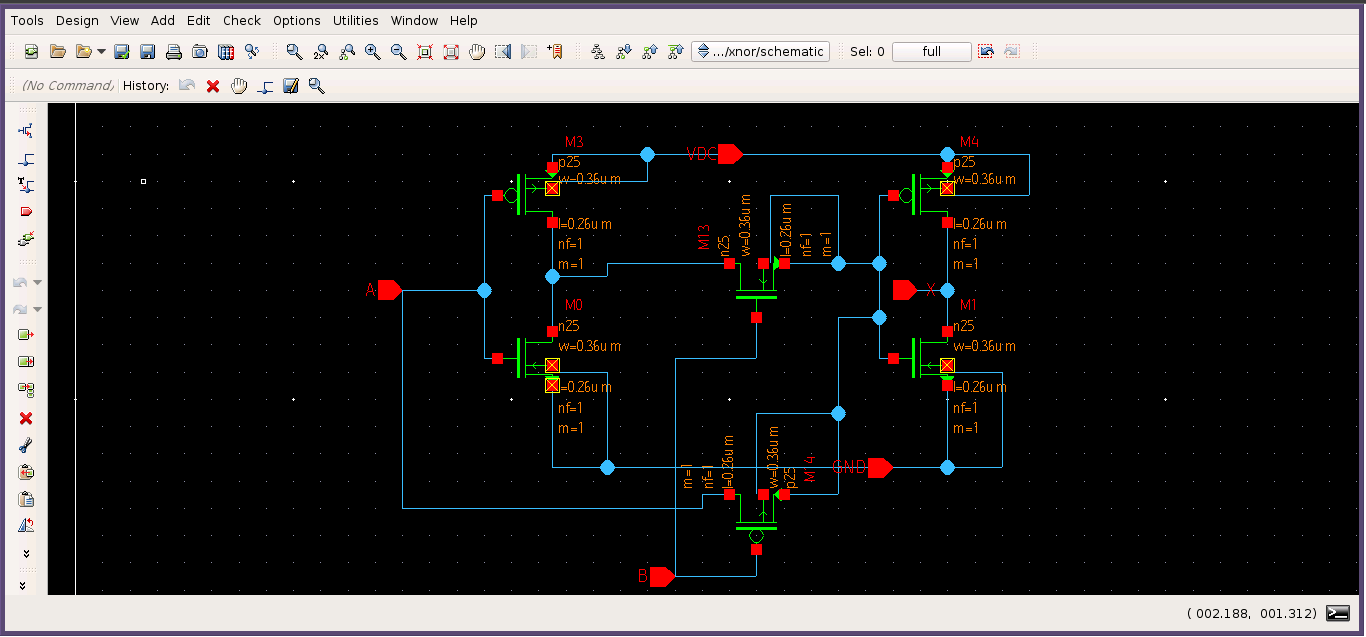 Tools Design View Add Edit Check Options Utilities Window Help
.../xnor/schematic Sel: 0 full
(No Command) History:
M3
p25
w=0.36u m
l=0.26u m
nf=1
m=1
VDC
M4
p25
w=0.36u m
l=0.26u m
nf=1
m=1
M13
n25
w=0.36u m
l=0.26u m
nf=1
m=1
A
X
M0
n25
w=0.36u m
l=0.26u m
nf=1
m=1
M1
n25
w=0.36u m
l=0.26u m
nf=1
m=1
m=1
nf=1
l=0.26u m
w=0.36u m
p25
M14
GND
B
( 002.188, 001.312)